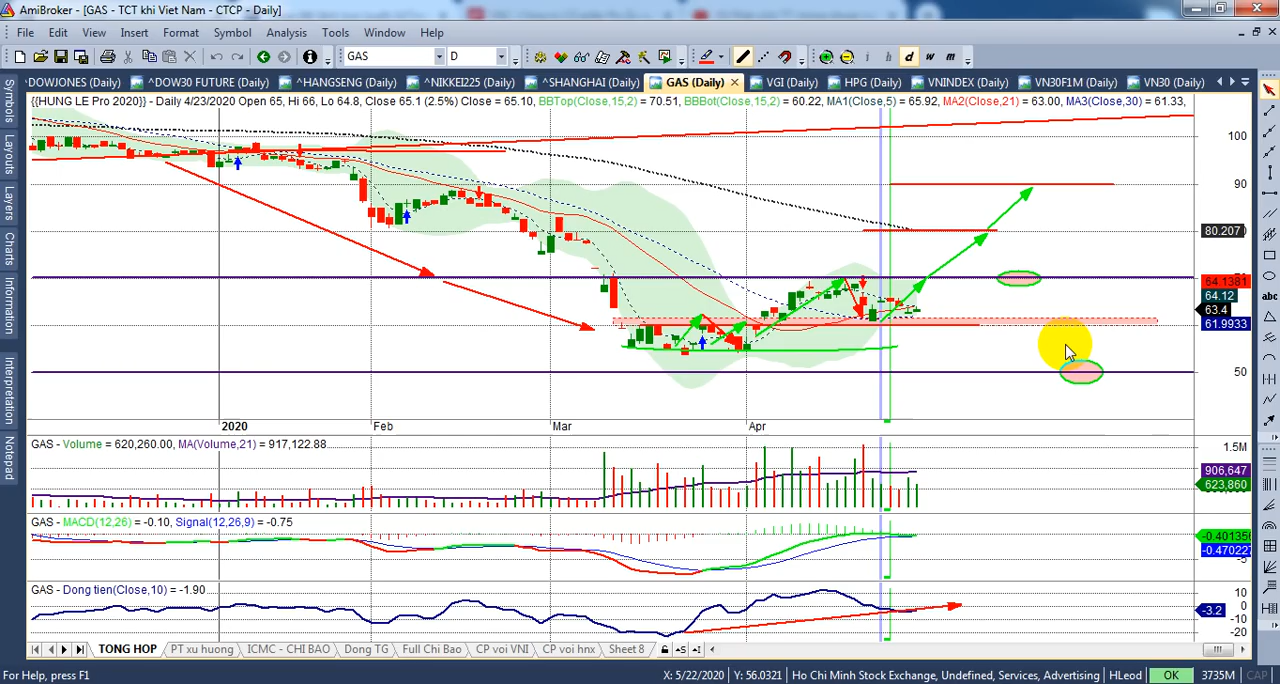 AmiBroker - [GAS - TCT khi Viet Nam - CTCP - Daily]
File Edit View Insert Format Symbol Analysis Tools Window Help
GAS D d w m
^DOWJONES (Daily) ^DOW30 FUTURE (Daily) ^HANGSENG (Daily) ^NIKKEI225 (Daily) ^SHANGHAI (Daily) GAS (Daily) VGI (Daily) HPG (Daily) VNINDEX (Daily) VN30F1M (Daily) VN30 (Daily)
{{HUNG LE Pro 2020}} - Daily 4/23/2020 Open 65, Hi 66, Lo 64.8, Close 65.1 (2.5%) Close = 65.10, BBTop(Close,15,2) = 70.51, BBBot(Close,15,2) = 60.22, MA1(Close,5) = 65.92, MA2(Close,21) = 63.00, MA3(Close,30) = 61.33,
Symbols
Layouts
Layers
Charts
Information
Interpretation
Notepad
abc
100
90
80.207
64.1381
64.12
63.4
61.9933
50
2020 Feb Mar Apr
GAS - Volume = 620,260.00, MA(Volume,21) = 917,122.88
1.5M
906,647
623,860
GAS - MACD(12,26) = -0.10, Signal(12,26,9) = -0.75
-0.401356
-0.470227
-5
GAS - Dong tien(Close,10) = -1.90
10
0
-3.2
-10
-20
TONG HOP PT xu huong ICMC - CHI BAO Dong TG Full Chi Bao CP voi VNI CP voi hnx Sheet 8
For Help, press F1 X: 5/22/2020 Y: 56.0321 Ho Chi Minh Stock Exchange, Undefined, Services, Advertising HLeod OK 3735M CAP